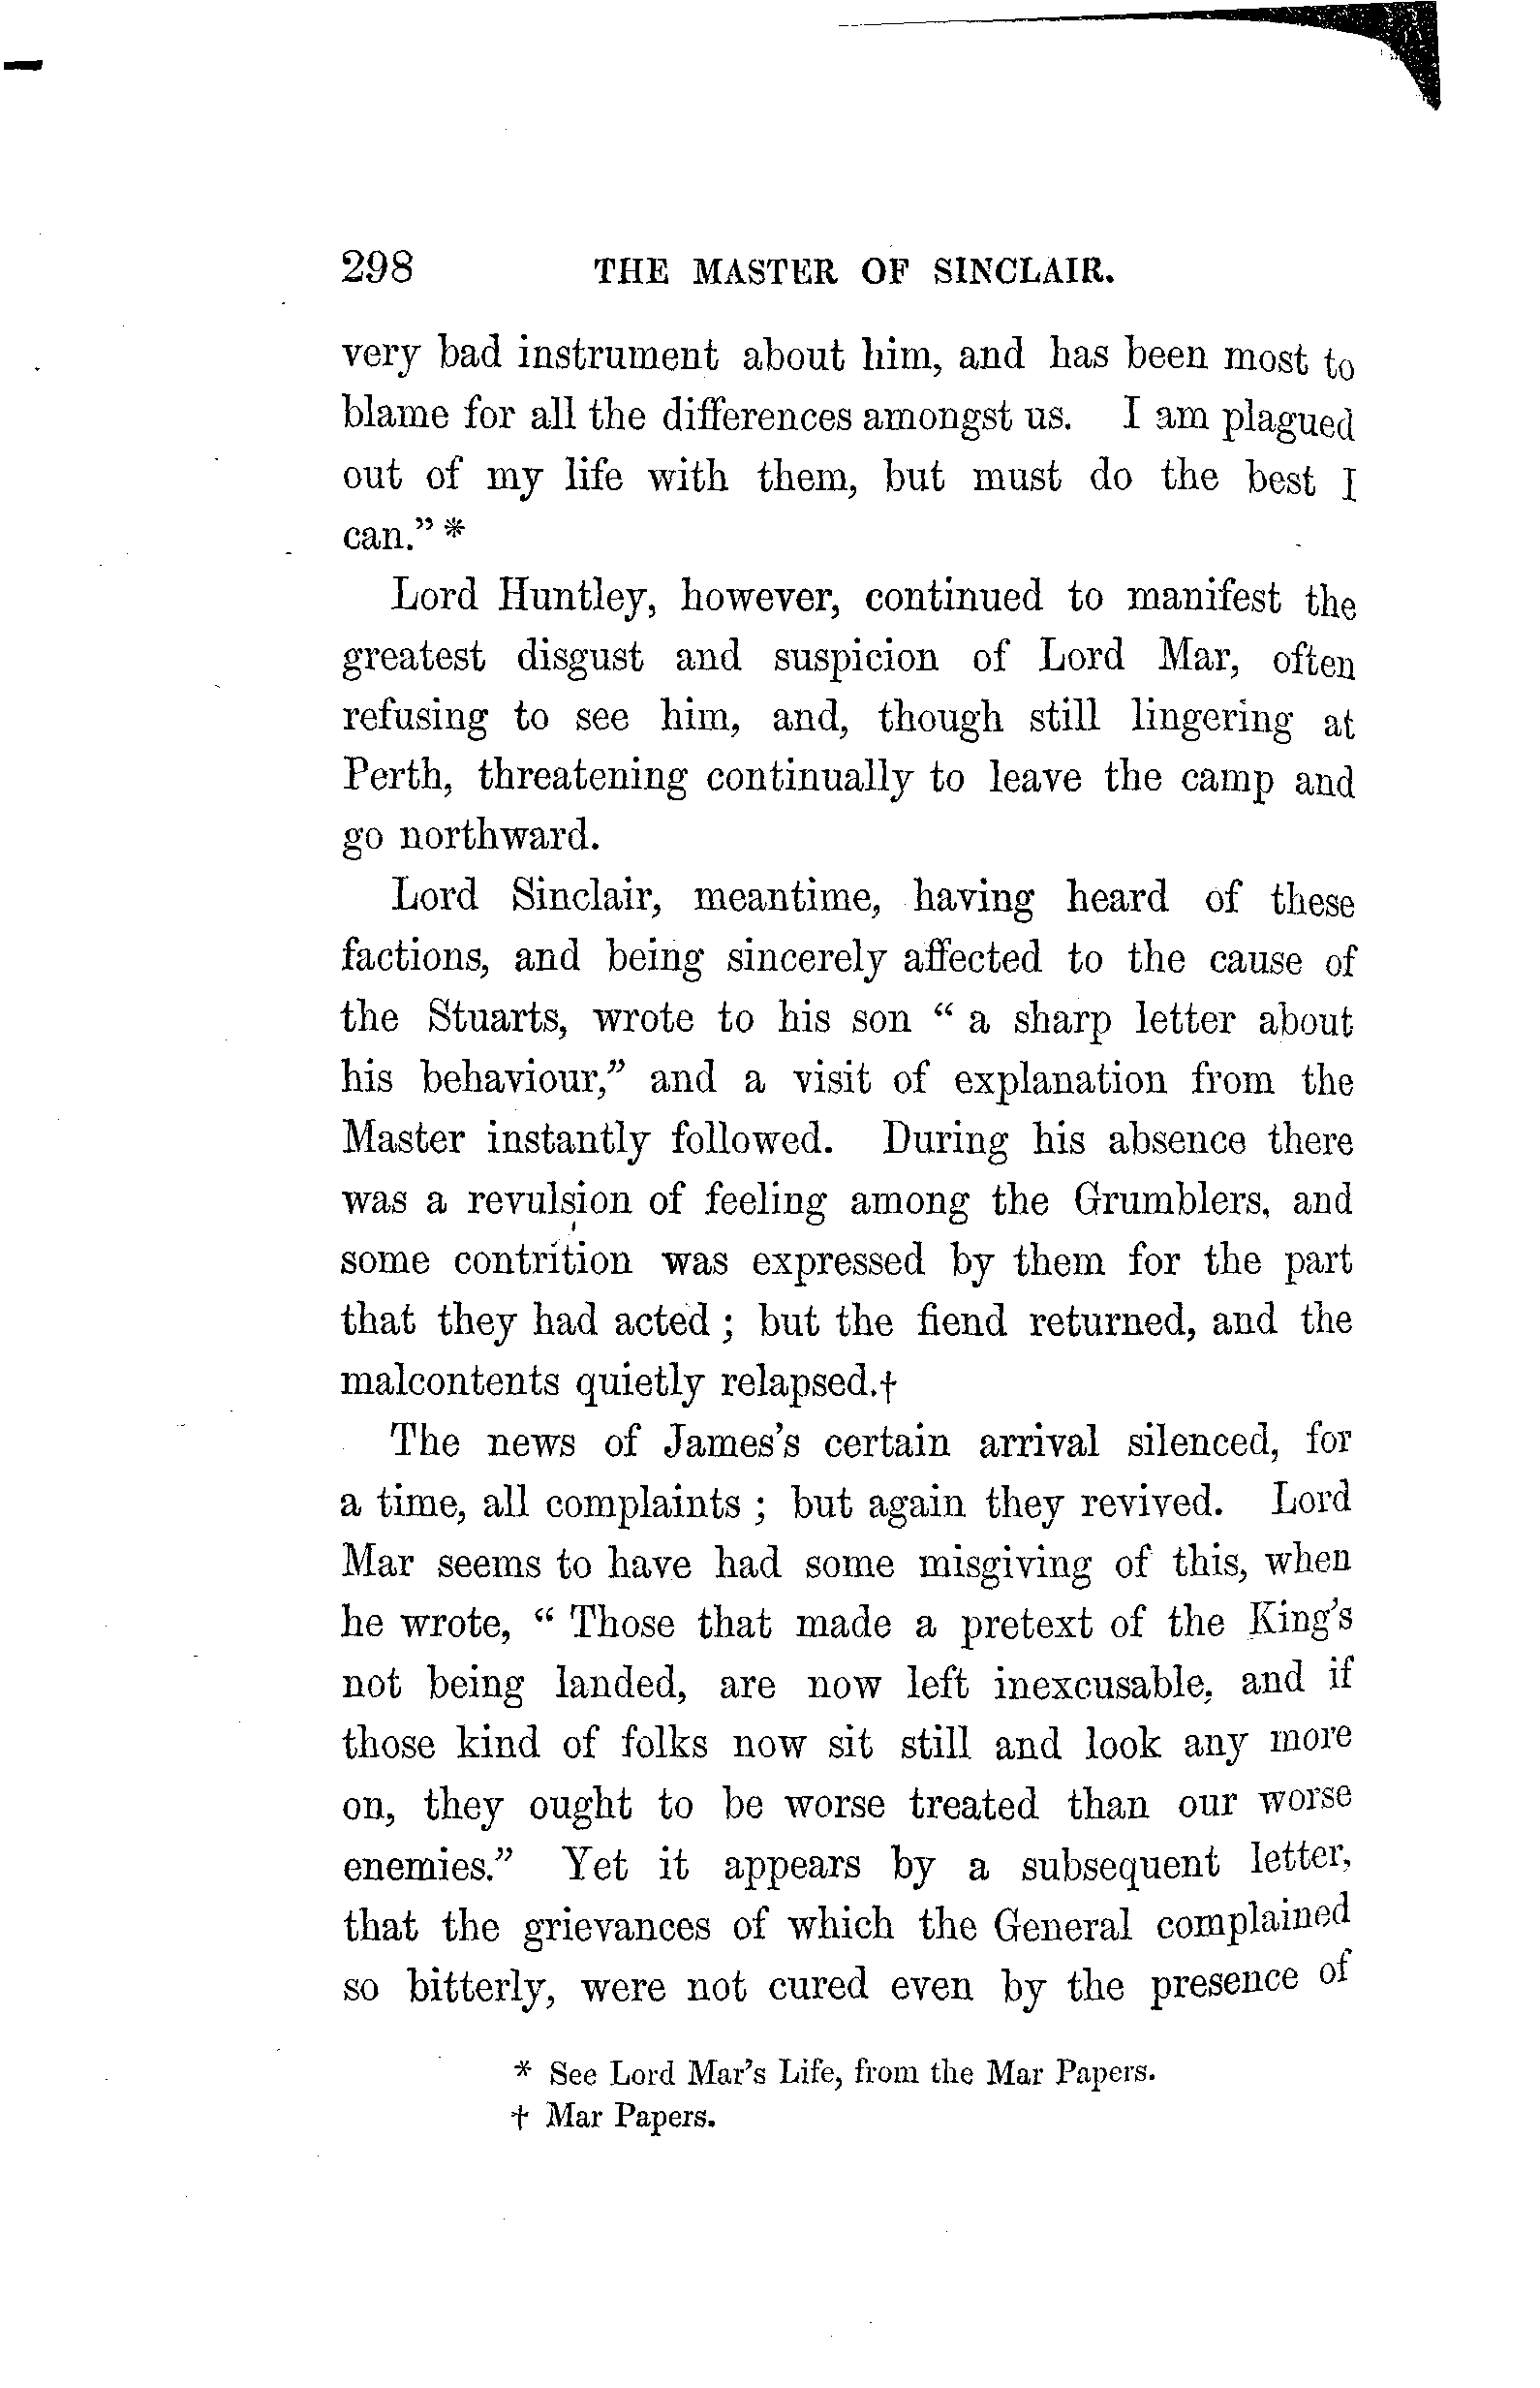 298 THE MASTER OF SINCLAIR.
very bad instrument about him, and has been most to
blame for all the differences amongst us. I am plagued
out of my life with them, but must do the best I
can.” *
Lord Huntley, however, continued to manifest the
greatest disgust and suspicion of Lord Mar, often
refusing to see him, and, though still lingering at
Perth, threatening continually to leave the camp and
go northward.
Lord Sinclair, meantime, having heard of these
factions, and being sincerely affected to the cause of
the Stuarts, wrote to his son “ a sharp letter about
his behaviour,” and a visit of explanation from the
Master instantly followed. During his absence there
was a revulsion of feeling among the Grumblers, and
some contrition was expressed by them for the part
that they had acted ; but the fiend returned, and the
malcontents quietly relapsed.†
The news of James’s certain arrival silenced, for
a time, all complaints ; but again they revived. Lord
Mar seems to have had some misgiving of this, when
he wrote, “ Those that made a pretext of the King’s
not being landed, are now left inexcusable, and if
those kind of folks now sit still and look any more
on, they ought to be worse treated than our worse
enemies.” Yet it appears by a subsequent letter,
that the grievances of which the General complained
so bitterly, were not cured even by the presence of
* See Lord Mar’s Life, from the Mar Papers.
† Mar Papers.